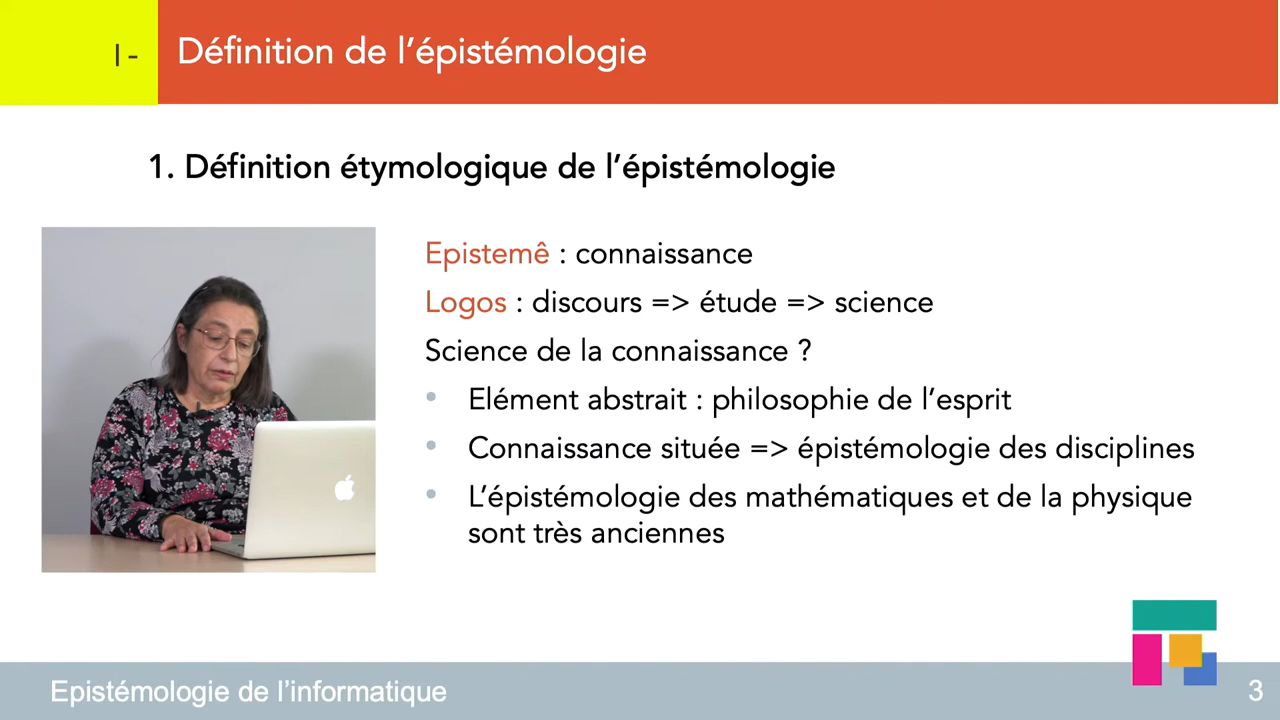 I -
Définition de l’épistémologie
1. Définition étymologique de l’épistémologie
Epistemê : connaissance
Logos : discours => étude => science
Science de la connaissance ?
• Elément abstrait : philosophie de l’esprit
• Connaissance située => épistémologie des disciplines
• L’épistémologie des mathématiques et de la physique
sont très anciennes
Epistémologie de l’informatique
3